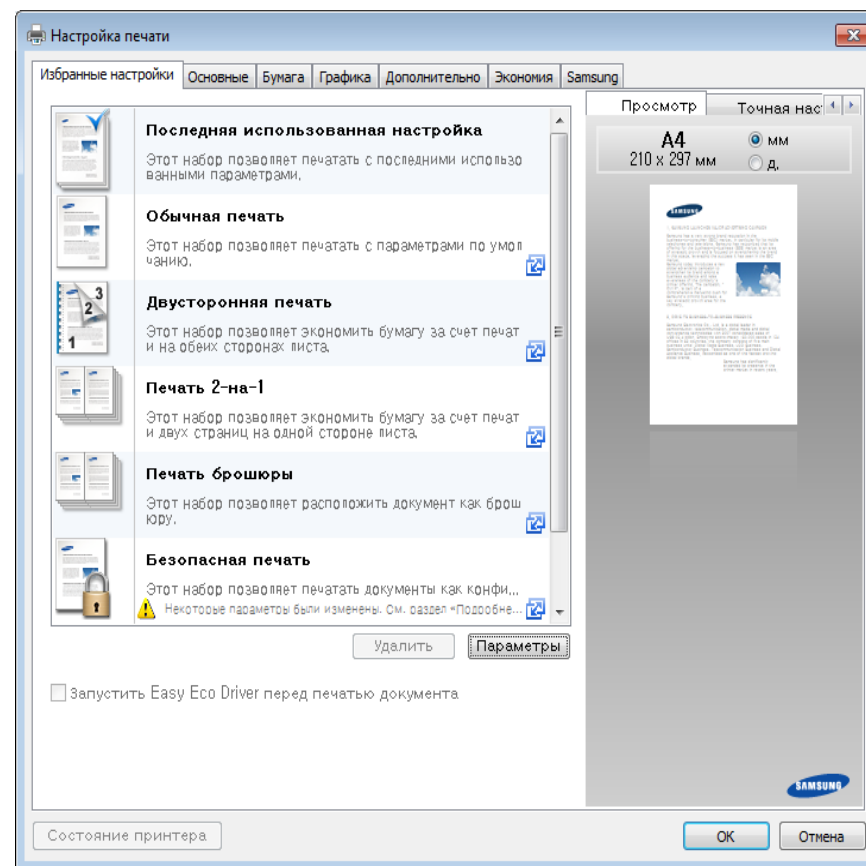 Настройка печати
Избранные настройки Основные Бумага Графика Дополнительно Экономия Samsung
Последняя использованная настройка
Этот набор позволяет печатать с последними использо
ванными параметрами.
Обычная печать
Этот набор позволяет печатать с параметрами по умол
чанию.
3
2
1
Двусторонняя печать
Этот набор позволяет экономить бумагу за счет печат
и на обеих сторонах листа.
Печать 2-на-1
Этот набор позволяет экономить бумагу за счет печат
и двух страниц на одной стороне листа.
Печать брошюры
Этот набор позволяет расположить документ как брош
юру.
Безопасная печать
Этот набор позволяет печатать документы как конфи...
Некоторые параметры были изменены. См. раздел «Подробне...
Удалить Параметры
Запустить Easy Eco Driver перед печатью документа
Просмотр Точная нас
A4
210 x 297 мм
мм
д.
SAMSUNG
SAMSUNG
Состояние принтера
OK Отмена